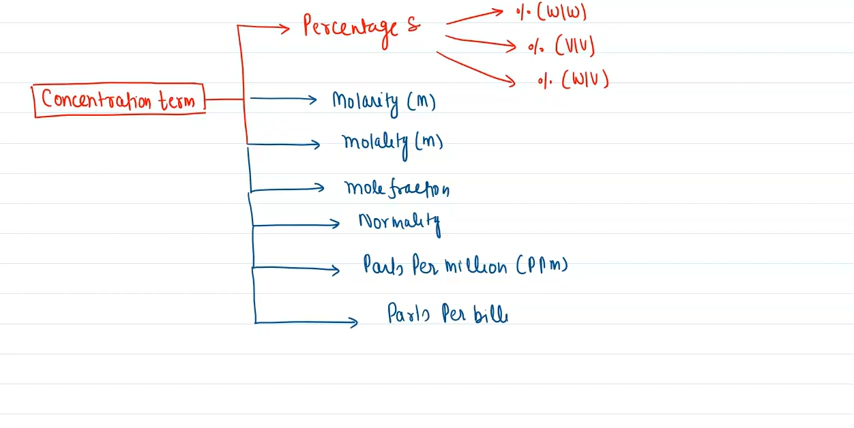 % (W/W)
Percentage &
% (V/V)
% (W/V)
Concentration term
Molarity (M)
Molality (m)
Mole fraction
Normality
Parts Per million (PPm)
Parts Per bill